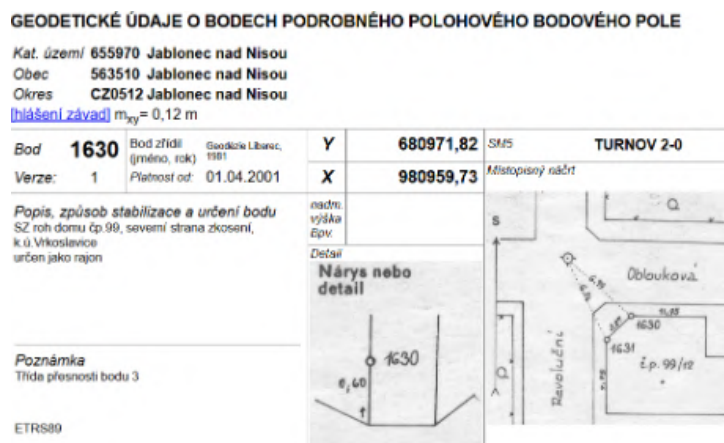 GEODETICKÉ ÚDAJE O BODECH PODROBNÉHO POLOHOVÉHO BODOVÉHO POLE
Kat. území 655970 Jablonec nad Nisou
Obec 563510 Jablonec nad Nisou
Okres CZ0512 Jablonec nad Nisou
[hlášení závad] mxy= 0,12 m
Bod 1630 Bod zřídil (jméno, rok) Geodézie Liberec, 1981
Verze: 1 Platnost od: 01.04.2001
Y 680971,82
X 980959,73
SM5 TURNOV 2-0
Popis, způsob stabilizace a určení bodu
SZ roh domu čp.99, severní strana zkosení,
k.ú.Vrkoslavice
určen jako rajon
nadm.
výška
Bpv.
Detail
Nárys nebo
detail
1630
0,60
Místopisný náčrt
S
Oblouková
Revoluční
1630
1631
č.p. 99/12
Poznámka
Třída přesnosti bodu 3
ETRS89